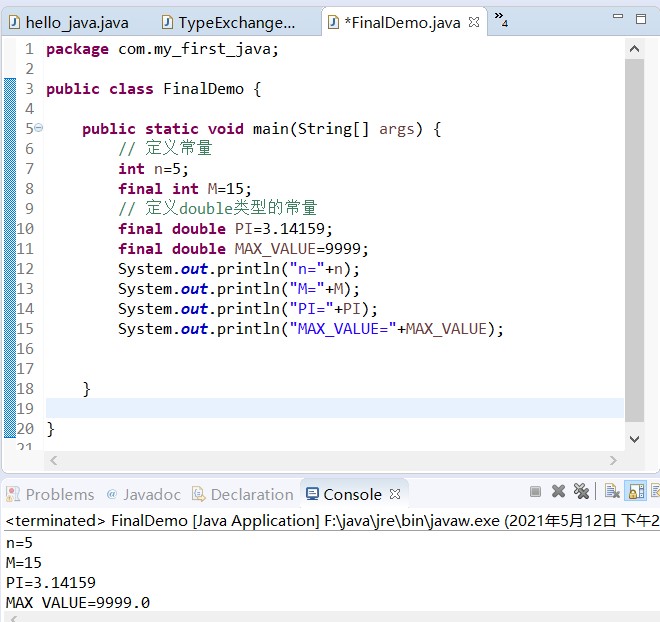 hello_java.java TypeExchange... *FinalDemo.java »4
1 package com.my_first_java;
2
3 public class FinalDemo {
4
5 public static void main(String[] args) {
6 // 定义常量
7 int n=5;
8 final int M=15;
9 // 定义double类型的常量
10 final double PI=3.14159;
11 final double MAX_VALUE=9999;
12 System.out.println("n="+n);
13 System.out.println("M="+M);
14 System.out.println("PI="+PI);
15 System.out.println("MAX_VALUE="+MAX_VALUE);
16
17
18 }
19
20 }
21
Problems Javadoc Declaration Console
<terminated> FinalDemo [Java Application] F:\java\jre\bin\javaw.exe (2021年5月12日 下午2
n=5
M=15
PI=3.14159
MAX_VALUE=9999.0